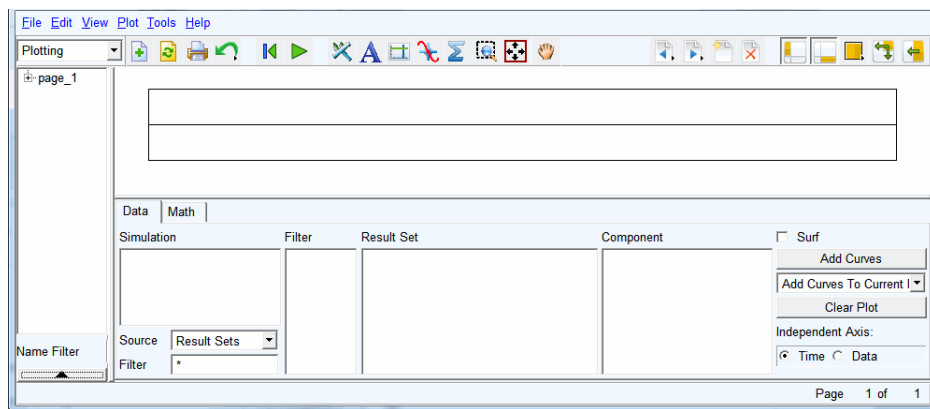 File Edit View Plot Tools Help
Plotting
page_1
Data Math
Simulation Filter Result Set Component Surf
Add Curves
Add Curves To Current
Clear Plot
Source Result Sets
Independent Axis:
Name Filter
Filter *
Time Data
Page 1 of 1